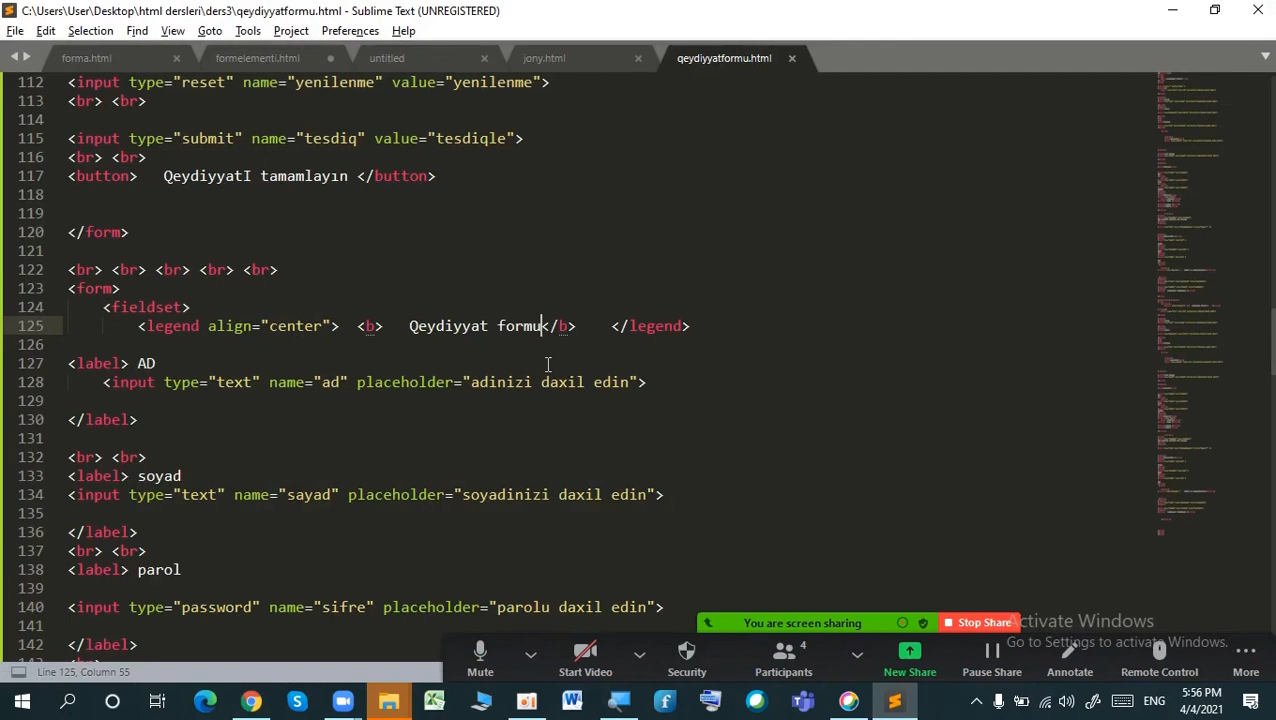 C:\Users\User\Desktop\html dersleri\ders3\qeydiyyatformu.html - Sublime Text (UNREGISTERED)
File Edit Selection Find View Goto Tools Project Preferences Help
forma.html formelementi.html untitled jony.html qeydiyyatformu.html
112 <input type="reset" name="yenilenme" value="yenilenme">
113 <br> <br>
114
115 <input type="submit" name="tesdiq" value="tesdiqle">
116 <br> <br>
117 <button> QeydiyyatI tamamlayın </button>
118
119
120 </form>
121
122 <br> <br> <br> <br> <br>
123 <form>
124 <fieldset>
125 <legend align="center"> <b> Qeydiyyat formu</b> </legend>
126
127 <label> AD
128 <input type="text" name="ad" placeholder="adinizi daxil edin">
129
130 </label>
131
132 <br> <br>
133 <label> soyad
134 <input type="text" name="sayad" placeholder="Soyadinizi daxil edin">
135
136 </label>
137 <br> <br>
138 <label> parol
139
140 <input type="password" name="sifre" placeholder="parolu daxil edin">
141
142 </label>
You are screen sharing Stop Share
Activate Windows
Go to Settings to activate Windows.
4
Mute Start Video Security Participants New Share Pause Share Annotate Remote Control More
Line 125, Column 55
ENG
5:56 PM
4/4/2021